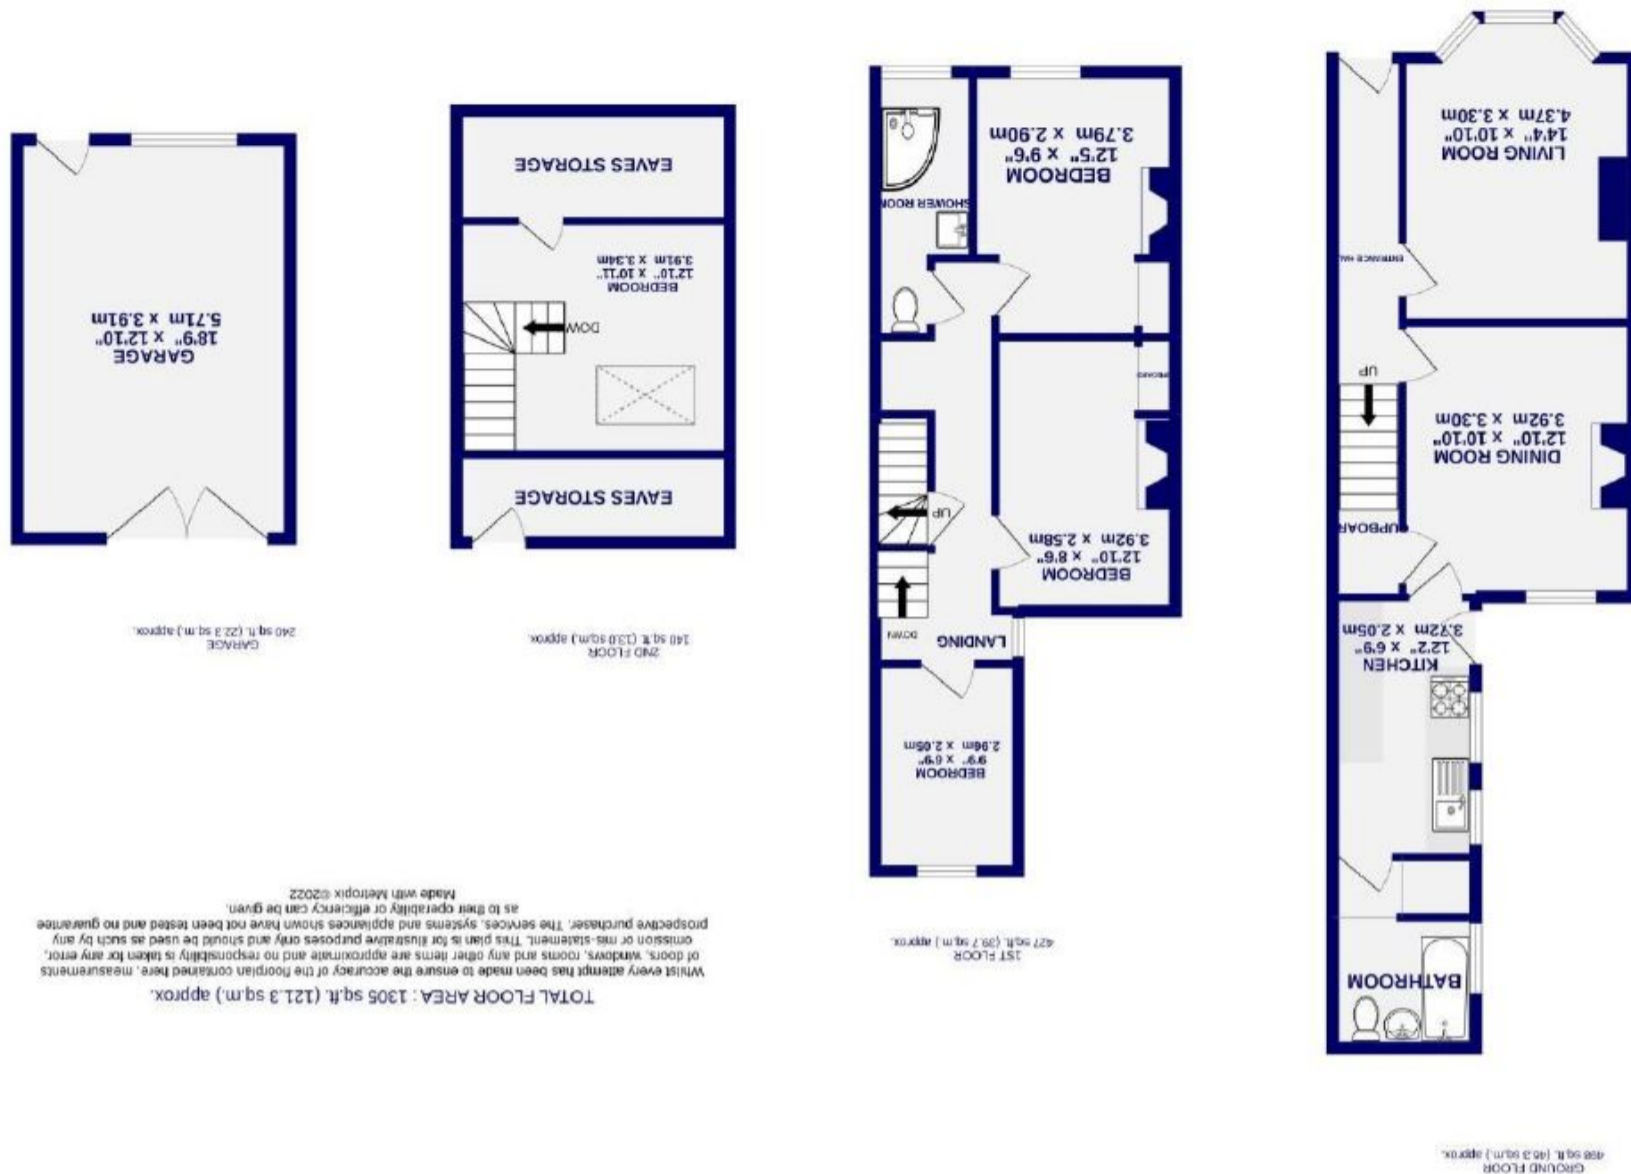 GROUND FLOOR
498 sq.ft. (46.3 sq.m.) approx.
BATHROOM
KITCHEN
12'2" x 6'9"
3.72m x 2.05m
CUPBOAR
DINING ROOM
12'10" x 10'10"
3.92m x 3.30m
UP
ENTRANCE HAL
LIVING ROOM
14'4" x 10'10"
4.37m x 3.30m
1ST FLOOR
427 sq.ft. (39.7 sq.m.) approx.
BEDROOM
9'9" x 6'9"
2.96m x 2.05m
LANDING
DOWN
BEDROOM
12'10" x 8'6"
3.92m x 2.58m
UP
SHOWER ROOM
BEDROOM
12'5" x 9'6"
3.79m x 2.90m
2ND FLOOR
140 sq.ft. (13.0 sq.m.) approx.
EAVES STORAGE
DOW
BEDROOM
12'10" x 10'11"
3.91m x 3.34m
EAVES STORAGE
GARAGE
240 sq.ft. (22.3 sq.m.) approx.
GARAGE
18'9" x 12'10"
5.71m x 3.91m
TOTAL FLOOR AREA : 1305 sq.ft. (121.3 sq.m.) approx.
Whilst every attempt has been made to ensure the accuracy of the floorplan contained here, measurements
of doors, windows, rooms and any other items are approximate and no responsibility is taken for any error,
omission or mis-statement. This plan is for illustrative purposes only and should be used as such by any
prospective purchaser. The services, systems and appliances shown have not been tested and no guarantee
as to their operability or efficiency can be given.
Made with Metropix ©2022